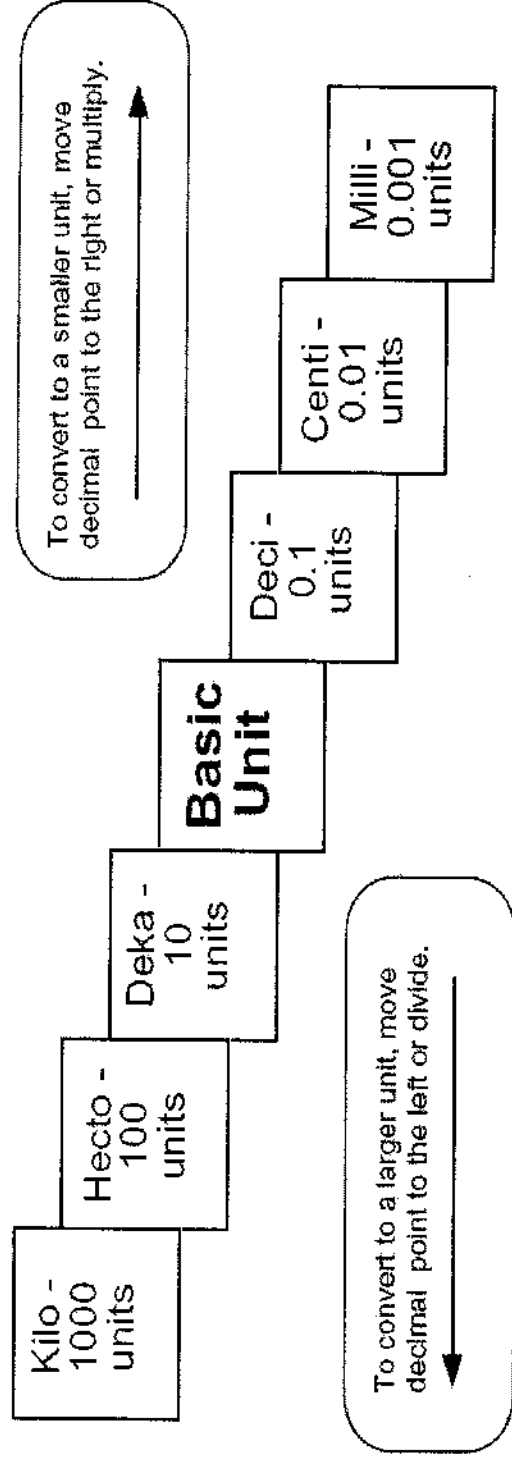 To convert to a smaller unit, move
decimal point to the right or multiply.
Kilo -
1000
units
Hecto -
100
units
Deka -
10
units
Basic
Unit
Deci -
0.1
units
Centi -
0.01
units
Milli -
0.001
units
To convert to a larger unit, move
decimal point to the left or divide.